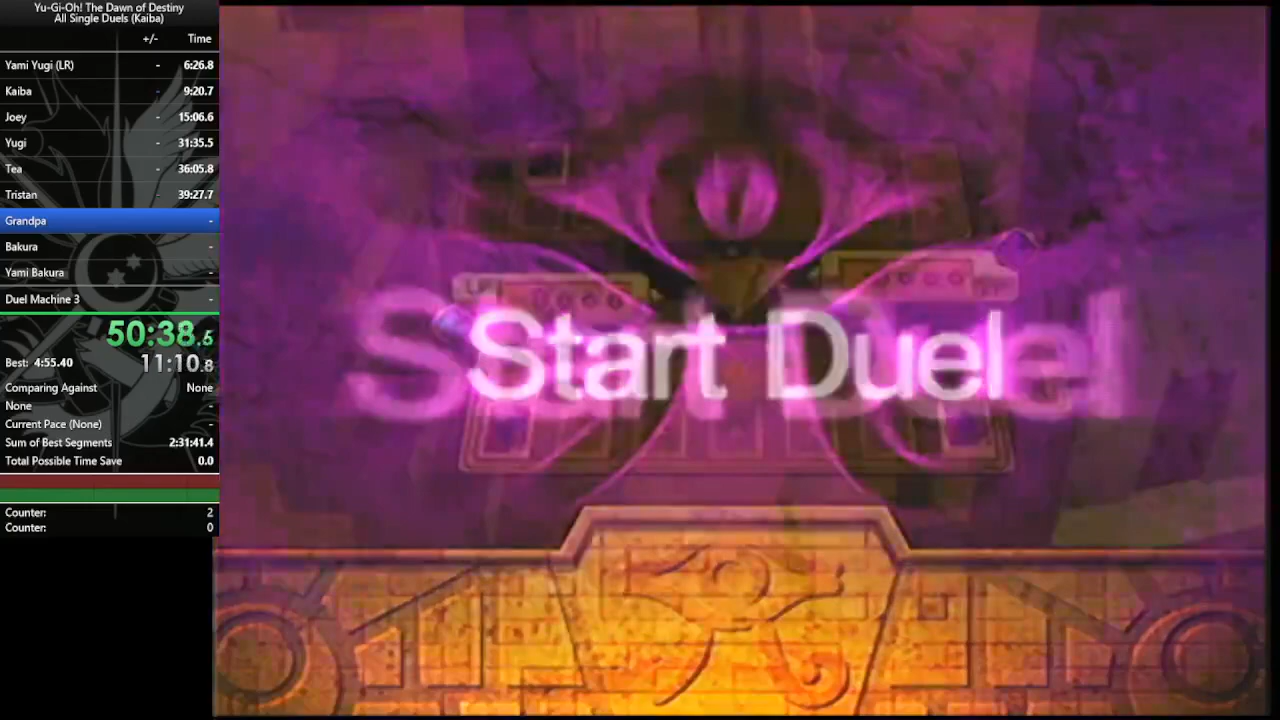 Yu-Gi-Oh! The Dawn of Destiny
All Single Duels (Kaiba)
+/- Time
Yami Yugi (LR) - 6:26.8
Kaiba - 9:20.7
Joey - 15:06.6
Yugi - 31:35.5
Tea - 36:05.8
Tristan - 39:27.7
Grandpa -
Bakura -
Yami Bakura -
Duel Machine 3 -
50:38.6
Best: 4:55.40 11:10.8
Comparing Against None
None -
Current Pace (None) -
Sum of Best Segments 2:31:41.4
Total Possible Time Save 0.0
Counter: 2
Counter: 0
LP
Start Duel